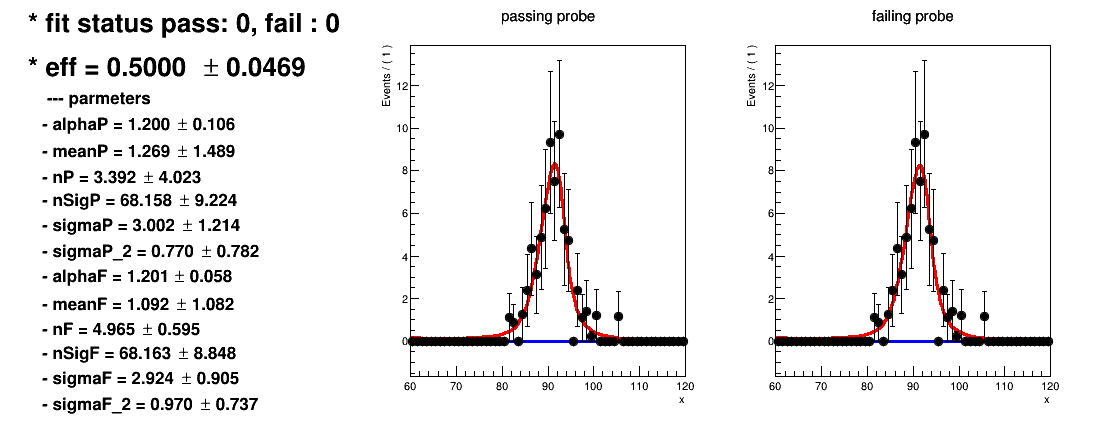 * fit status pass: 0, fail : 0
* eff = 0.5000 ± 0.0469
--- parmeters
- alphaP = 1.200 ± 0.106
- meanP = 1.269 ± 1.489
- nP = 3.392 ± 4.023
- nSigP = 68.158 ± 9.224
- sigmaP = 3.002 ± 1.214
- sigmaP_2 = 0.770 ± 0.782
- alphaF = 1.201 ± 0.058
- meanF = 1.092 ± 1.082
- nF = 4.965 ± 0.595
- nSigF = 68.163 ± 8.848
- sigmaF = 2.924 ± 0.905
- sigmaF_2 = 0.970 ± 0.737
passing probe
Events / ( 1 )
12
10
8
6
4
2
0
60 70 80 90 100 110 120
x
failing probe
Events / ( 1 )
12
10
8
6
4
2
0
60 70 80 90 100 110 120
x